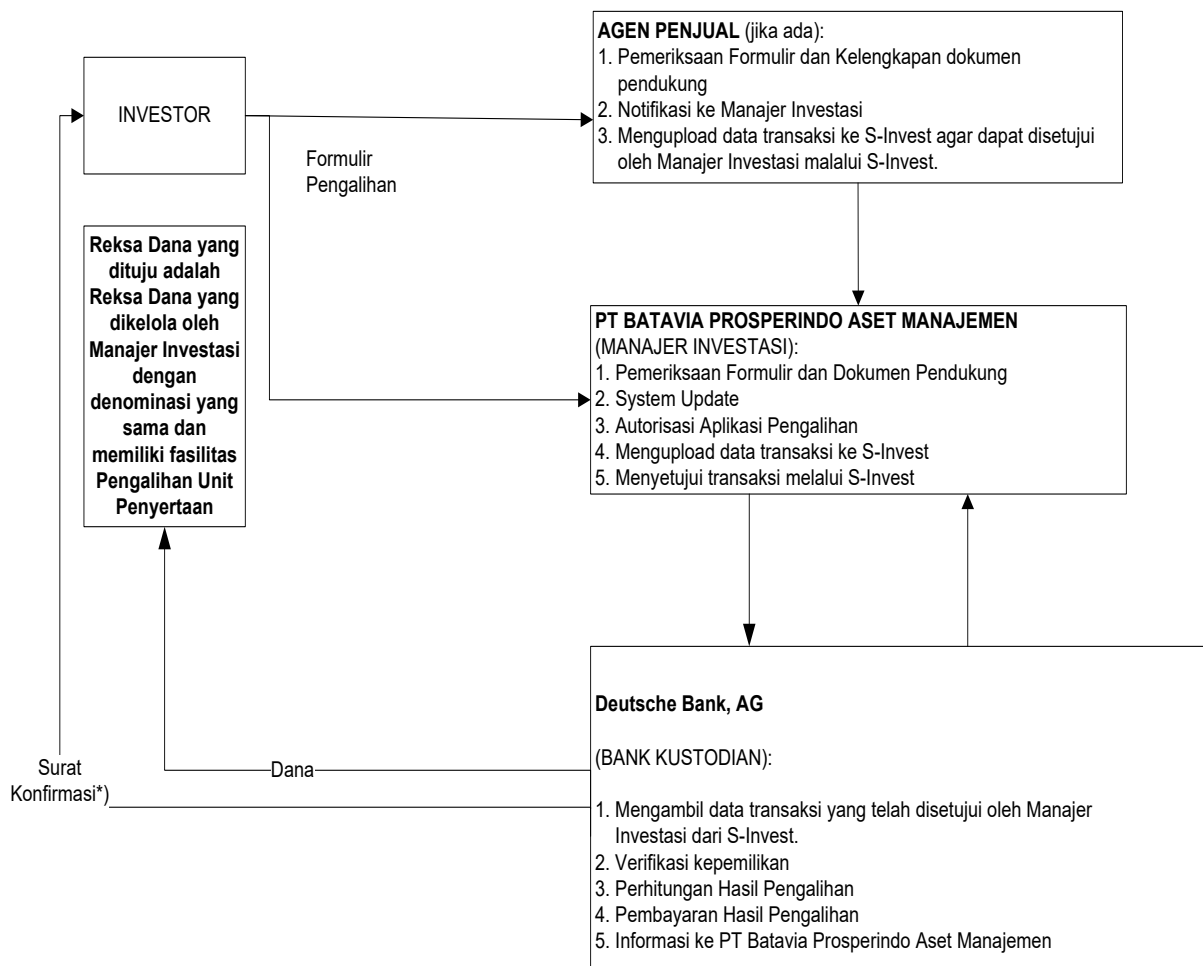 INVESTOR
Formulir
Pengalihan
AGEN PENJUAL (jika ada):
1. Pemeriksaan Formulir dan Kelengkapan dokumen
pendukung
2. Notifikasi ke Manajer Investasi
3. Mengupload data transaksi ke S-Invest agar dapat disetujui
oleh Manajer Investasi malalui S-Invest.
Reksa Dana yang
dituju adalah
Reksa Dana yang
dikelola oleh
Manajer Investasi
dengan
denominasi yang
sama dan
memiliki fasilitas
Pengalihan Unit
Penyertaan
PT BATAVIA PROSPERINDO ASET MANAJEMEN
(MANAJER INVESTASI):
1. Pemeriksaan Formulir dan Dokumen Pendukung
2. System Update
3. Autorisasi Aplikasi Pengalihan
4. Mengupload data transaksi ke S-Invest
5. Menyetujui transaksi melalui S-Invest
Surat
Konfirmasi*)
Dana
Deutsche Bank, AG
(BANK KUSTODIAN):
1. Mengambil data transaksi yang telah disetujui oleh Manajer
Investasi dari S-Invest.
2. Verifikasi kepemilikan
3. Perhitungan Hasil Pengalihan
4. Pembayaran Hasil Pengalihan
5. Informasi ke PT Batavia Prosperindo Aset Manajemen